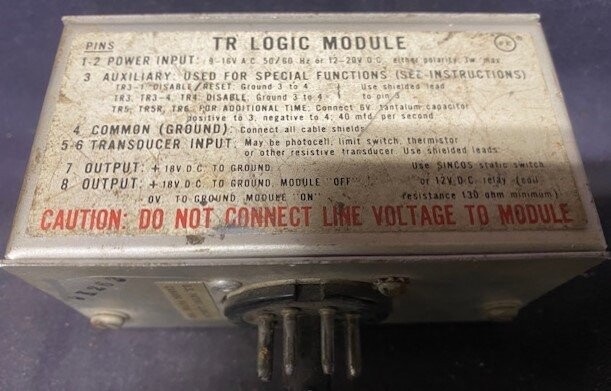 PINS TR LOGIC MODULE
1-2 POWER INPUT: 8-16V A.C. 50/60 Hz or 12-20V D.C. either polarity. 3w max
3 AUXILIARY: USED FOR SPECIAL FUNCTIONS (SEE INSTRUCTIONS)
TR3-1 DISABLE/RESET, Ground 3 to 4 Use shielded lead
TR3, TR3-4, TR4 DISABLE, Ground 3 to 4 to pin 3
TR5, TR5R, TR6, FOR ADDITIONAL TIME: Connect 6V. tantalum capacitor
positive to 3, negative to 4; 40 mfd. per second
4 COMMON (GROUND): Connect all cable shields
5-6 TRANSDUCER INPUT: May be photocell, limit switch, thermistor
or other resistive transducer. Use shielded leads.
7 OUTPUT: +18V D.C. TO GROUND Use SINCOS static switch
8 OUTPUT: +18V D.C. TO GROUND MODULE "OFF" or 12V D.C. relay (coil
0V TO GROUND MODULE "ON" resistance 130 ohm minimum)
CAUTION: DO NOT CONNECT LINE VOLTAGE TO MODULE